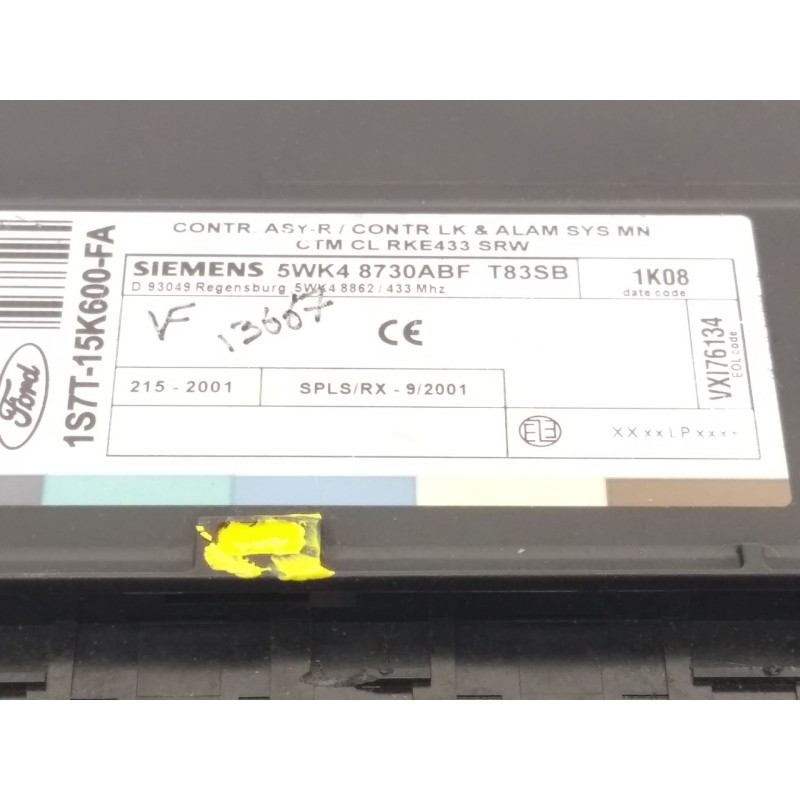 CONTR. ASY-R / CONTR LK & ALAM SYS MN
CTM CL RKE433 SRW
SIEMENS 5WK4 8730ABF T83SB
D 93049 Regensburg 5WK4 8862 / 433 Mhz
1K08
date code
VF 13667
CE
VXI76134
EOL code
215 - 2001
SPLS/RX - 9/2001
XXxxLPxxxx
Ford
1S7T-15K600-FA